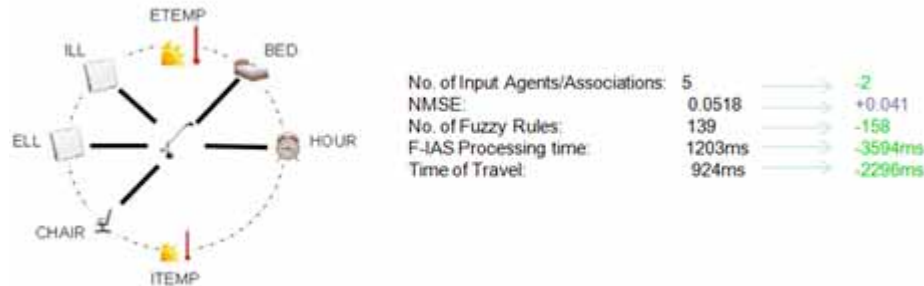 ETEMP
ILL
BED
ELL
HOUR
CHAIR
ITEMP
No. of Input Agents/Associations: 5 -2
NMSE: 0.0518 +0.041
No. of Fuzzy Rules: 139 -158
F-IAS Processing time: 1203ms -3594ms
Time of Travel: 924ms -2296ms